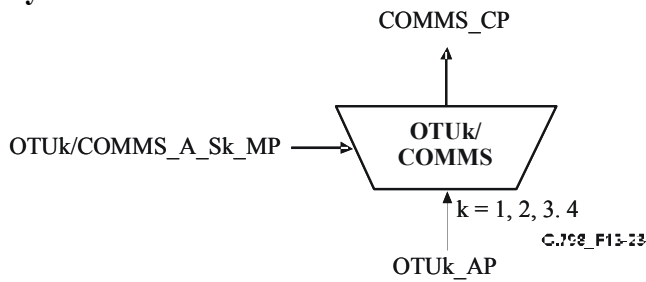 COMMS_CP
OTUk/
COMMS
OTUk/COMMS_A_Sk_MP
k = 1, 2, 3. 4
OTUk_AP